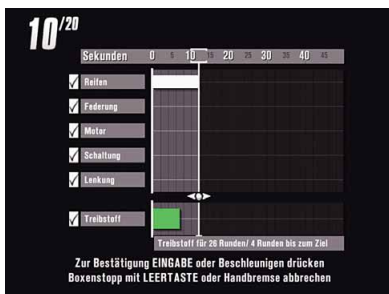 10/20
Sekunden 0 5 10 15 20 25 30 35 40 45
Reifen
Federung
Motor
Schaltung
Lenkung
Treibstoff
Treibstoff für 26 Runden/ 4 Runden bis zum Ziel
Zur Bestätigung EINGABE oder Beschleunigen drücken
Boxenstopp mit LEERTASTE oder Handbremse abbrechen